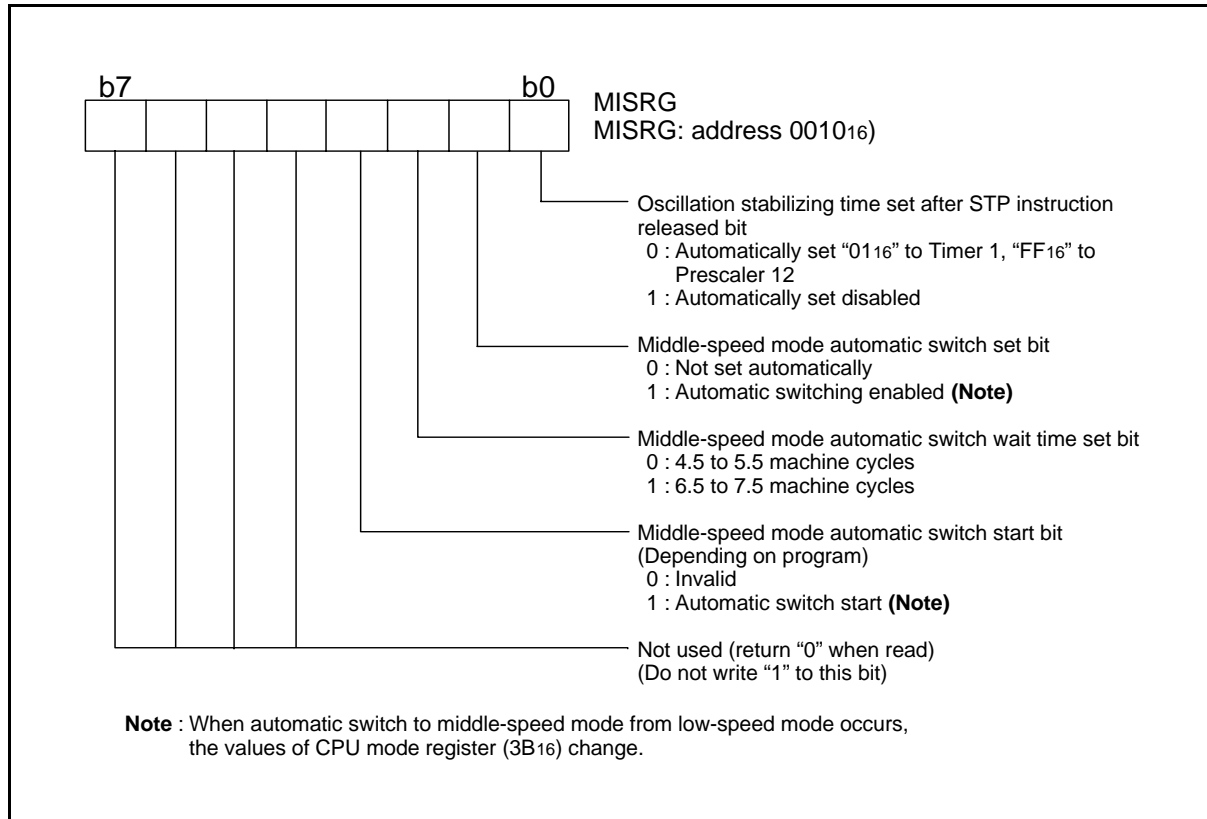 b7 b0
MISRG
MISRG: address 001016)
Oscillation stabilizing time set after STP instruction
released bit
0 : Automatically set “0116” to Timer 1, “FF16” to
Prescaler 12
1 : Automatically set disabled
Middle-speed mode automatic switch set bit
0 : Not set automatically
1 : Automatic switching enabled (Note)
Middle-speed mode automatic switch wait time set bit
0 : 4.5 to 5.5 machine cycles
1 : 6.5 to 7.5 machine cycles
Middle-speed mode automatic switch start bit
(Depending on program)
0 : Invalid
1 : Automatic switch start (Note)
Not used (return “0” when read)
(Do not write “1” to this bit)
Note : When automatic switch to middle-speed mode from low-speed mode occurs,
the values of CPU mode register (3B16) change.